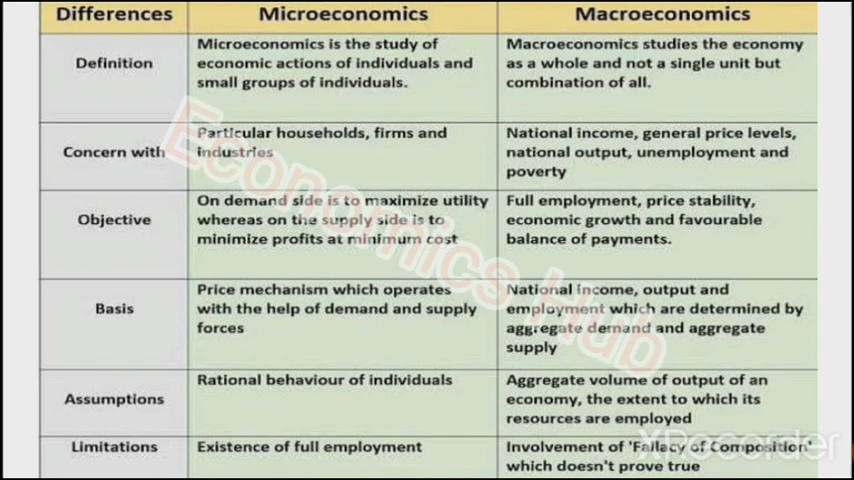 Differences Microeconomics Macroeconomics
Definition
Microeconomics is the study of
economic actions of individuals and
small groups of individuals.
Macroeconomics studies the economy
as a whole and not a single unit but
combination of all.
Concern with
Particular households, firms and
industries
National income, general price levels,
national output, unemployment and
poverty
Objective
On demand side is to maximize utility
whereas on the supply side is to
minimize profits at minimum cost
Full employment, price stability,
economic growth and favourable
balance of payments.
Basis
Price mechanism which operates
with the help of demand and supply
forces
National income, output and
employment which are determined by
aggregate demand and aggregate
supply
Assumptions
Rational behaviour of individuals
Aggregate volume of output of an
economy, the extent to which its
resources are employed
Limitations
Existence of full employment
Involvement of 'Fallacy of Composition'
which doesn't prove true
Economics Hub
XRecorder